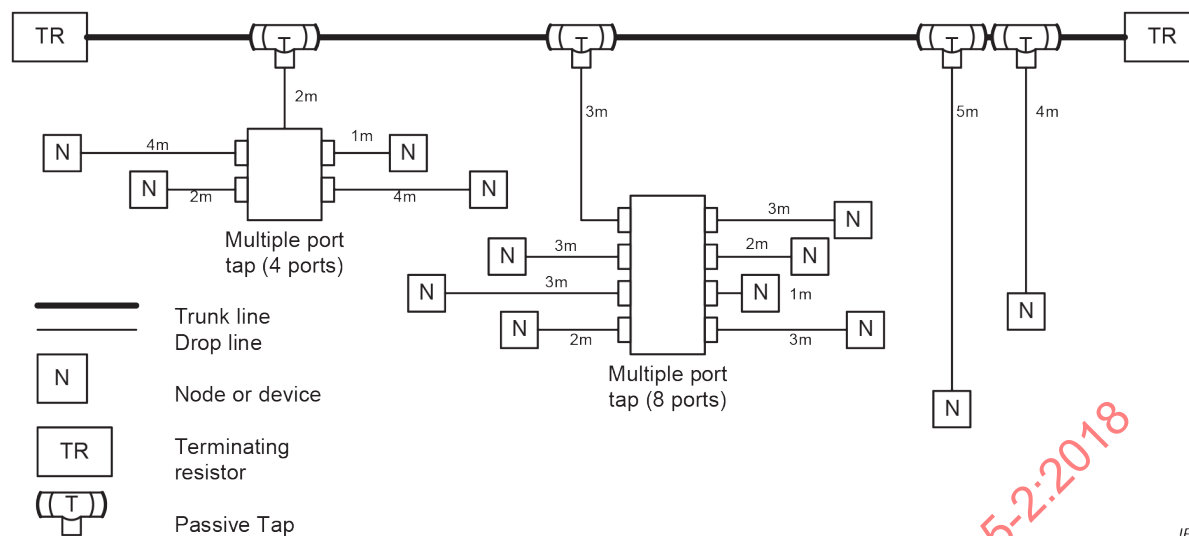 TR
T
T
T
T
TR
2m
3m
5m
4m
N
4m
1m
N
N
2m
4m
N
Multiple port
tap (4 ports)
3m
N
N
3m
2m
N
N
3m
N
1m
N
2m
3m
N
Multiple port
tap (8 ports)
N
N
Trunk line
Drop line
N
Node or device
TR
Terminating
resistor
T
Passive Tap
5-2:2018